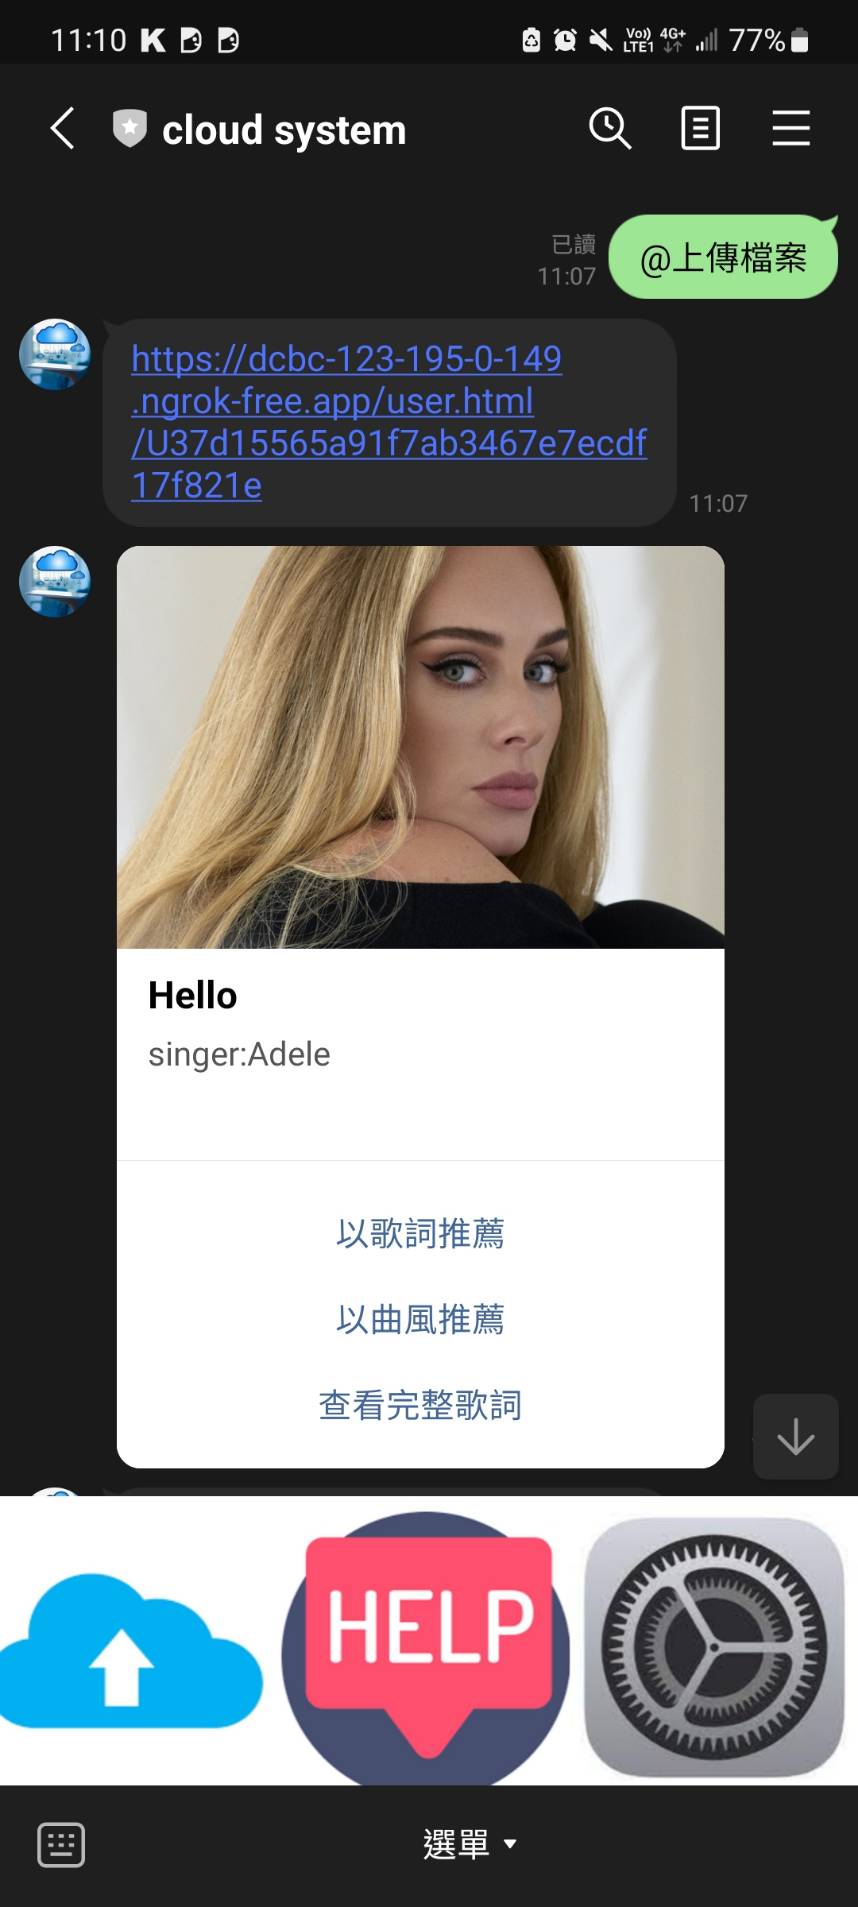 11:10
Vo)) LTE1 4G+ 77%
cloud system
已讀
11:07
@上傳檔案
https://dcbc-123-195-0-149
.ngrok-free.app/user.html
/U37d15565a91f7ab3467e7ecdf
17f821e
11:07
Hello
singer:Adele
以歌詞推薦
以曲風推薦
查看完整歌詞
HELP
選單